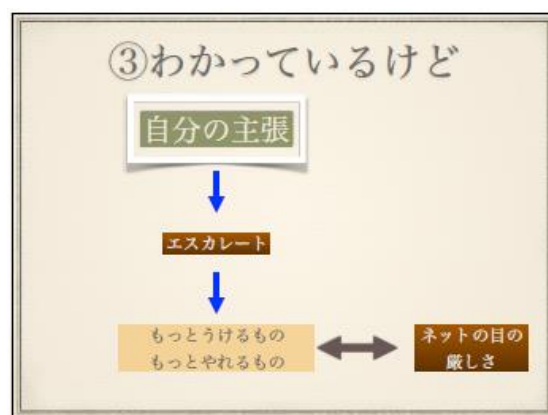 ③わかっているけど
自分の主張
エスカレート
もっとうけるもの
もっとやれるもの
ネットの目の
厳しさ